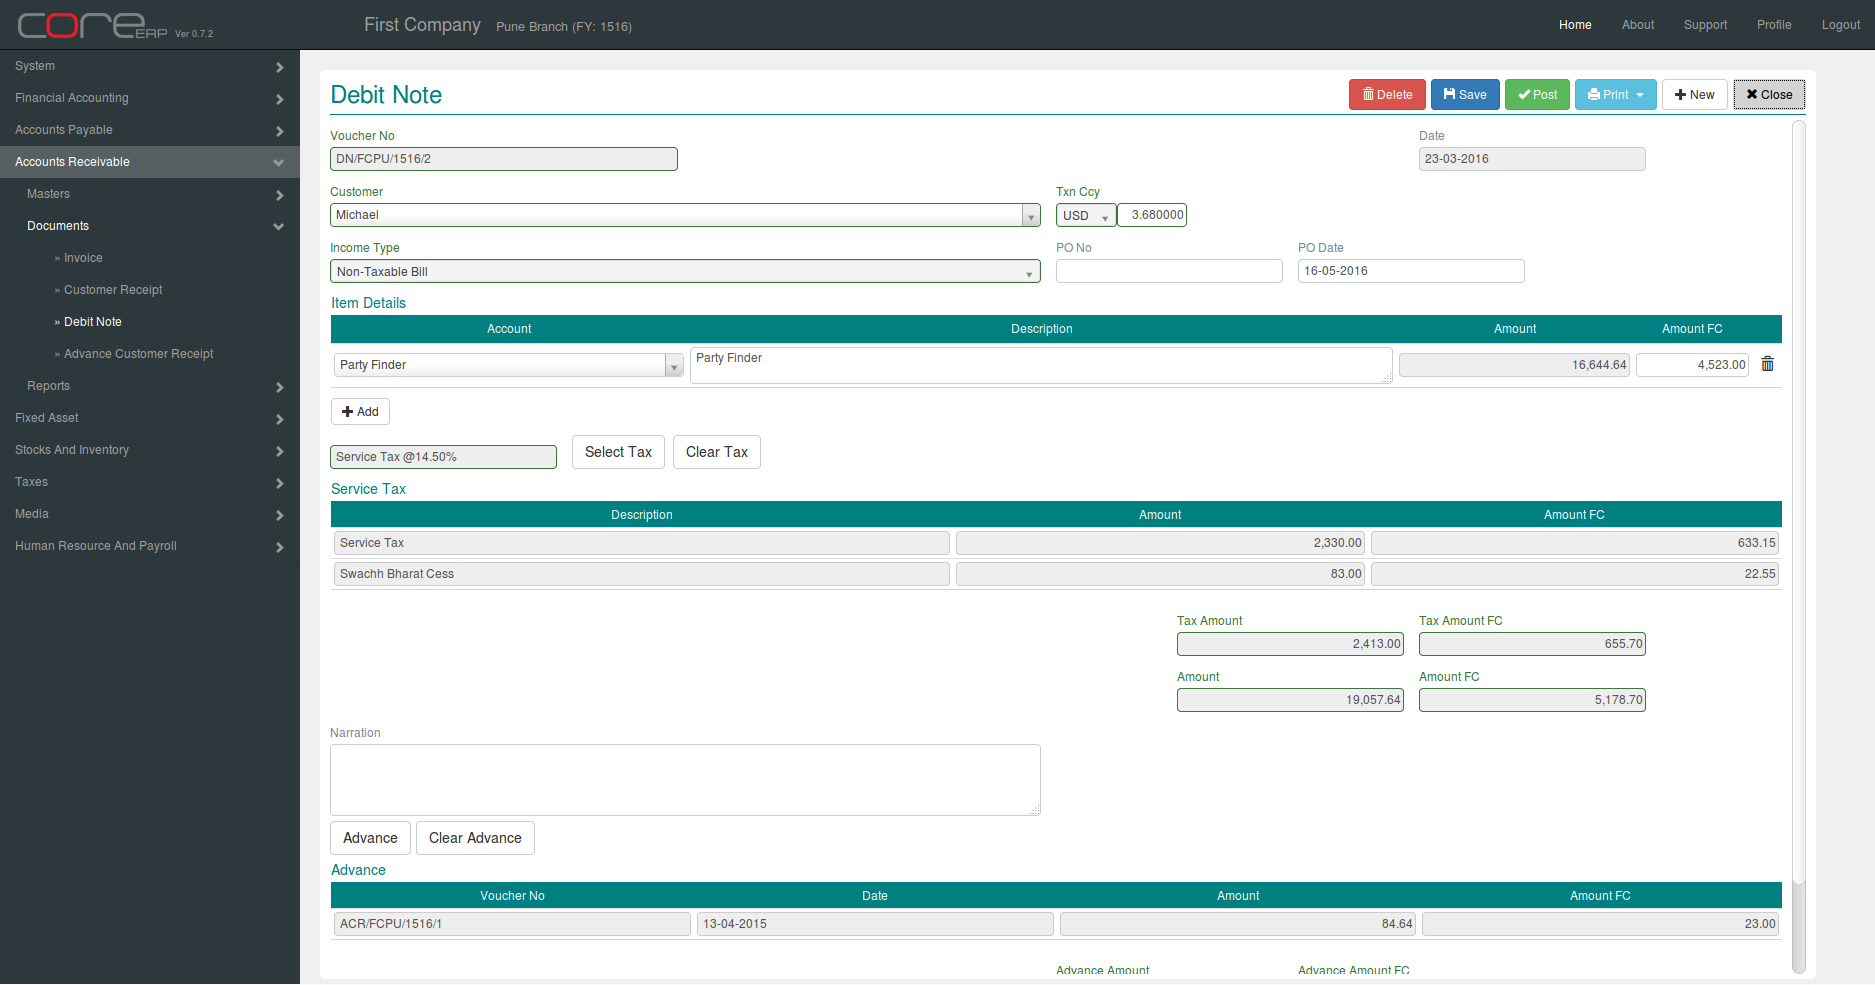 core ERP Ver 0.7.2
First Company Pune Branch (FY: 1516)
Home About Support Profile Logout
System
Financial Accounting
Accounts Payable
Accounts Receivable
Masters
Documents
» Invoice
» Customer Receipt
» Debit Note
» Advance Customer Receipt
Reports
Fixed Asset
Stocks And Inventory
Taxes
Media
Human Resource And Payroll
Debit Note
Delete Save Post Print New Close
Voucher No Date
DN/FCPU/1516/2 23-03-2016
Customer Txn Ccy
Michael USD 3.680000
Income Type PO No PO Date
Non-Taxable Bill 16-05-2016
Item Details
Account Description Amount Amount FC
Party Finder Party Finder 16,644.64 4,523.00
Add
Service Tax @14.50% Select Tax Clear Tax
Service Tax
Description Amount Amount FC
Service Tax 2,330.00 633.15
Swachh Bharat Cess 83.00 22.55
Tax Amount Tax Amount FC
2,413.00 655.70
Amount Amount FC
19,057.64 5,178.70
Narration
Advance Clear Advance
Advance
Voucher No Date Amount Amount FC
ACR/FCPU/1516/1 13-04-2015 84.64 23.00
Advance Amount Advance Amount FC